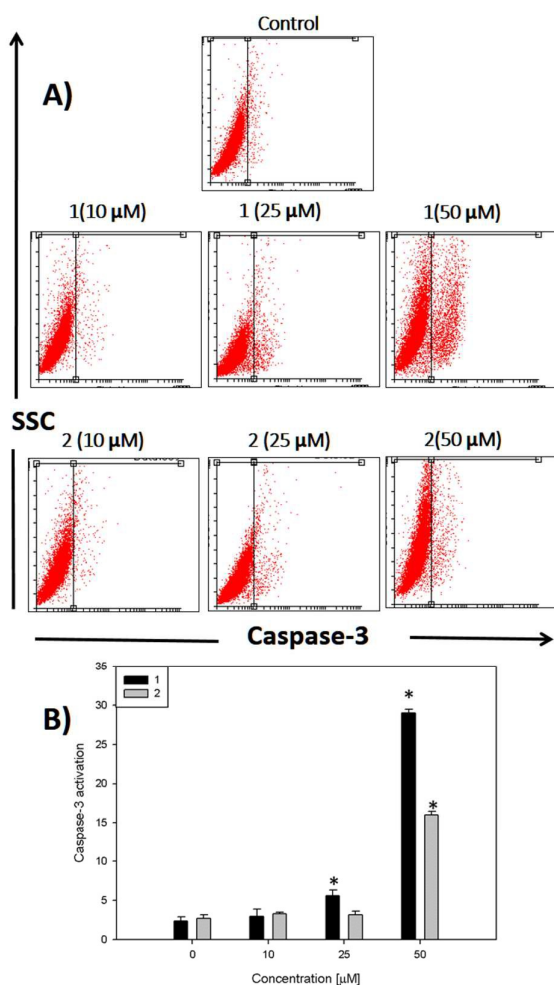 Control
A)
1(10 µM) 1 (25 µM) 1(50 µM)
SSC
2 (10 µM) 2 (25 µM) 2(50 µM)
Caspase-3
B)
1
2
Caspase-3 activation
35
30
25
20
15
10
5
0
*
*
*
0 10 25 50
Concentration [µM]